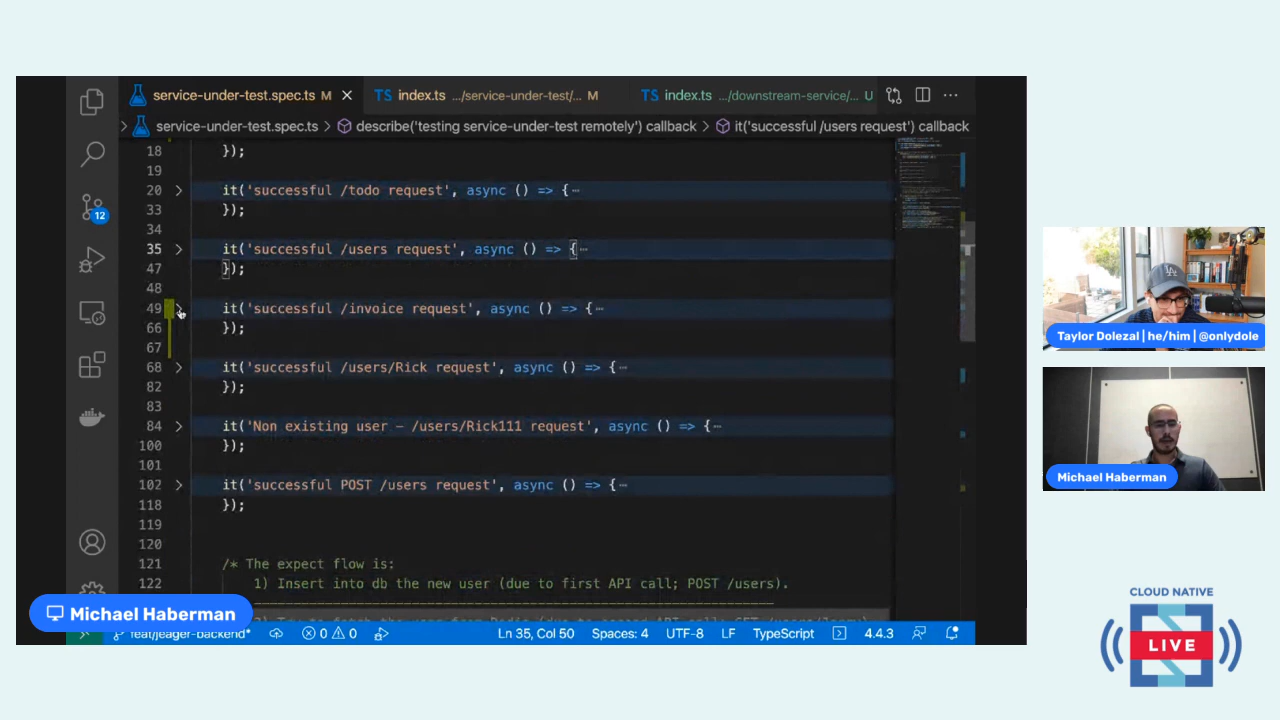 service-under-test.spec.ts M
TS index.ts .../service-under-test/... M
TS index.ts .../downstream-service/... U
service-under-test.spec.ts > describe('testing service-under-test remotely') callback > it('successful /users request') callback
18 });
19
20 it('successful /todo request', async () => {
33 });
34
35 it('successful /users request', async () => {
47 });
48
49 it('successful /invoice request', async () => {
66 });
67
68 it('successful /users/Rick request', async () => {
82 });
83
84 it('Non existing user – /users/Rick111 request', async () => {
100 });
101
102 it('successful POST /users request', async () => {
118 });
119
120
121 /* The expect flow is:
122 1) Insert into db the new user (due to first API call; POST /users).
12
Michael Haberman
feat/jeager-backend*
0 0
Ln 35, Col 50
Spaces: 4
UTF-8
LF
TypeScript
4.4.3
Taylor Dolezal | he/him | @onlydole
LA
Michael Haberman
CLOUD NATIVE
LIVE